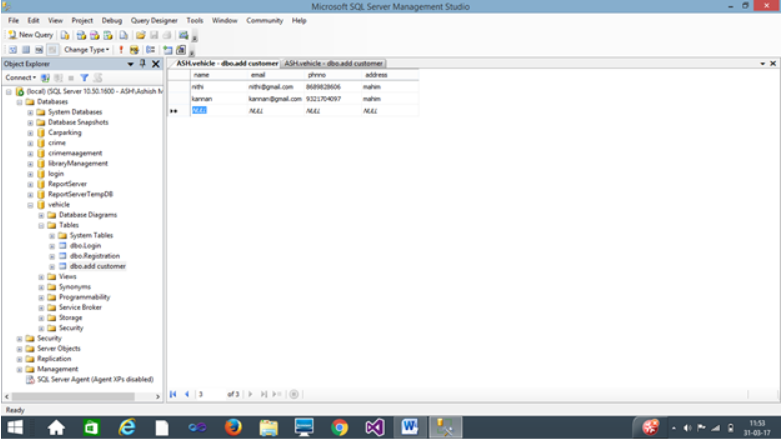 Microsoft SQL Server Management Studio
File Edit View Project Debug Query Designer Tools Window Community Help
New Query
Change Type
Object Explorer
ASH.vehicle - dbo.add customer ASH.vehicle - dbo.add customer
Connect
name email phnno address
nithi nithi@gmail.com 8689828606 mahim
kannan kannan@gmail.com 9321704097 mahim
NULL NULL NULL NULL
(local) (SQL Server 10.50.1600 - ASH\Ashish M
Databases
System Databases
Database Snapshots
Carparking
crime
crimemaagement
libraryManagement
login
ReportServer
ReportServerTempDB
vehicle
Database Diagrams
Tables
System Tables
dbo.Login
dbo.Registration
dbo.add customer
Views
Synonyms
Programmability
Service Broker
Storage
Security
Security
Server Objects
Replication
Management
SQL Server Agent (Agent XPs disabled)
3 of 3
Ready
11:53
31-03-17